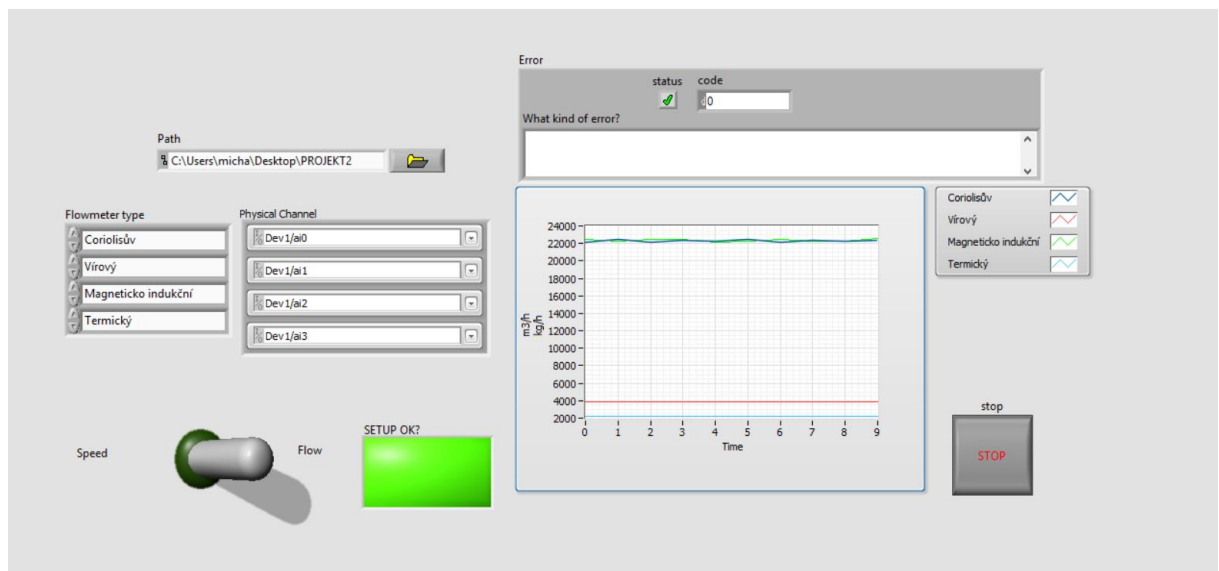 Error
status code
0
What kind of error?
Path
C:\Users\micha\Desktop\PROJEKT2
Flowmeter type
Coriolisův
Vírový
Magneticko indukční
Termický
Physical Channel
Dev1/ai0
Dev1/ai1
Dev1/ai2
Dev1/ai3
Speed
Flow
SETUP OK?
m3/h
kg/h
24000
22000
20000
18000
16000
14000
12000
10000
8000
6000
4000
2000
0 1 2 3 4 5 6 7 8 9
Time
Coriolisův
Vírový
Magneticko indukční
Termický
stop
STOP